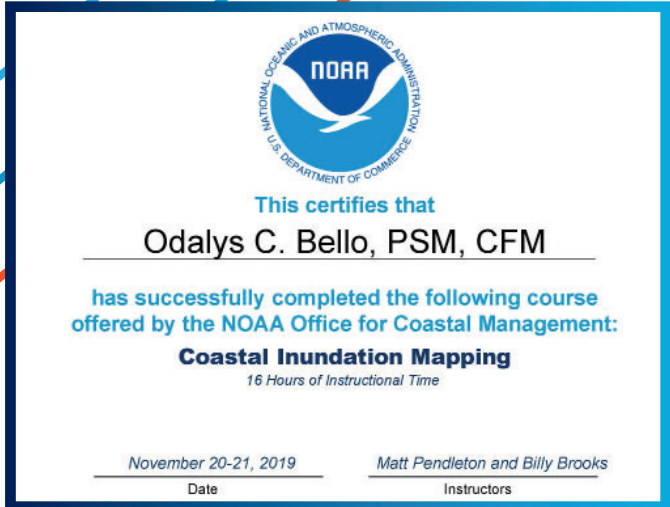 NATIONAL OCEANIC AND ATMOSPHERIC ADMINISTRATION
NOAA
U.S. DEPARTMENT OF COMMERCE
This certifies that
Odalys C. Bello, PSM, CFM
has successfully completed the following course
offered by the NOAA Office for Coastal Management:
Coastal Inundation Mapping
16 Hours of Instructional Time
November 20-21, 2019 Matt Pendleton and Billy Brooks
Date Instructors